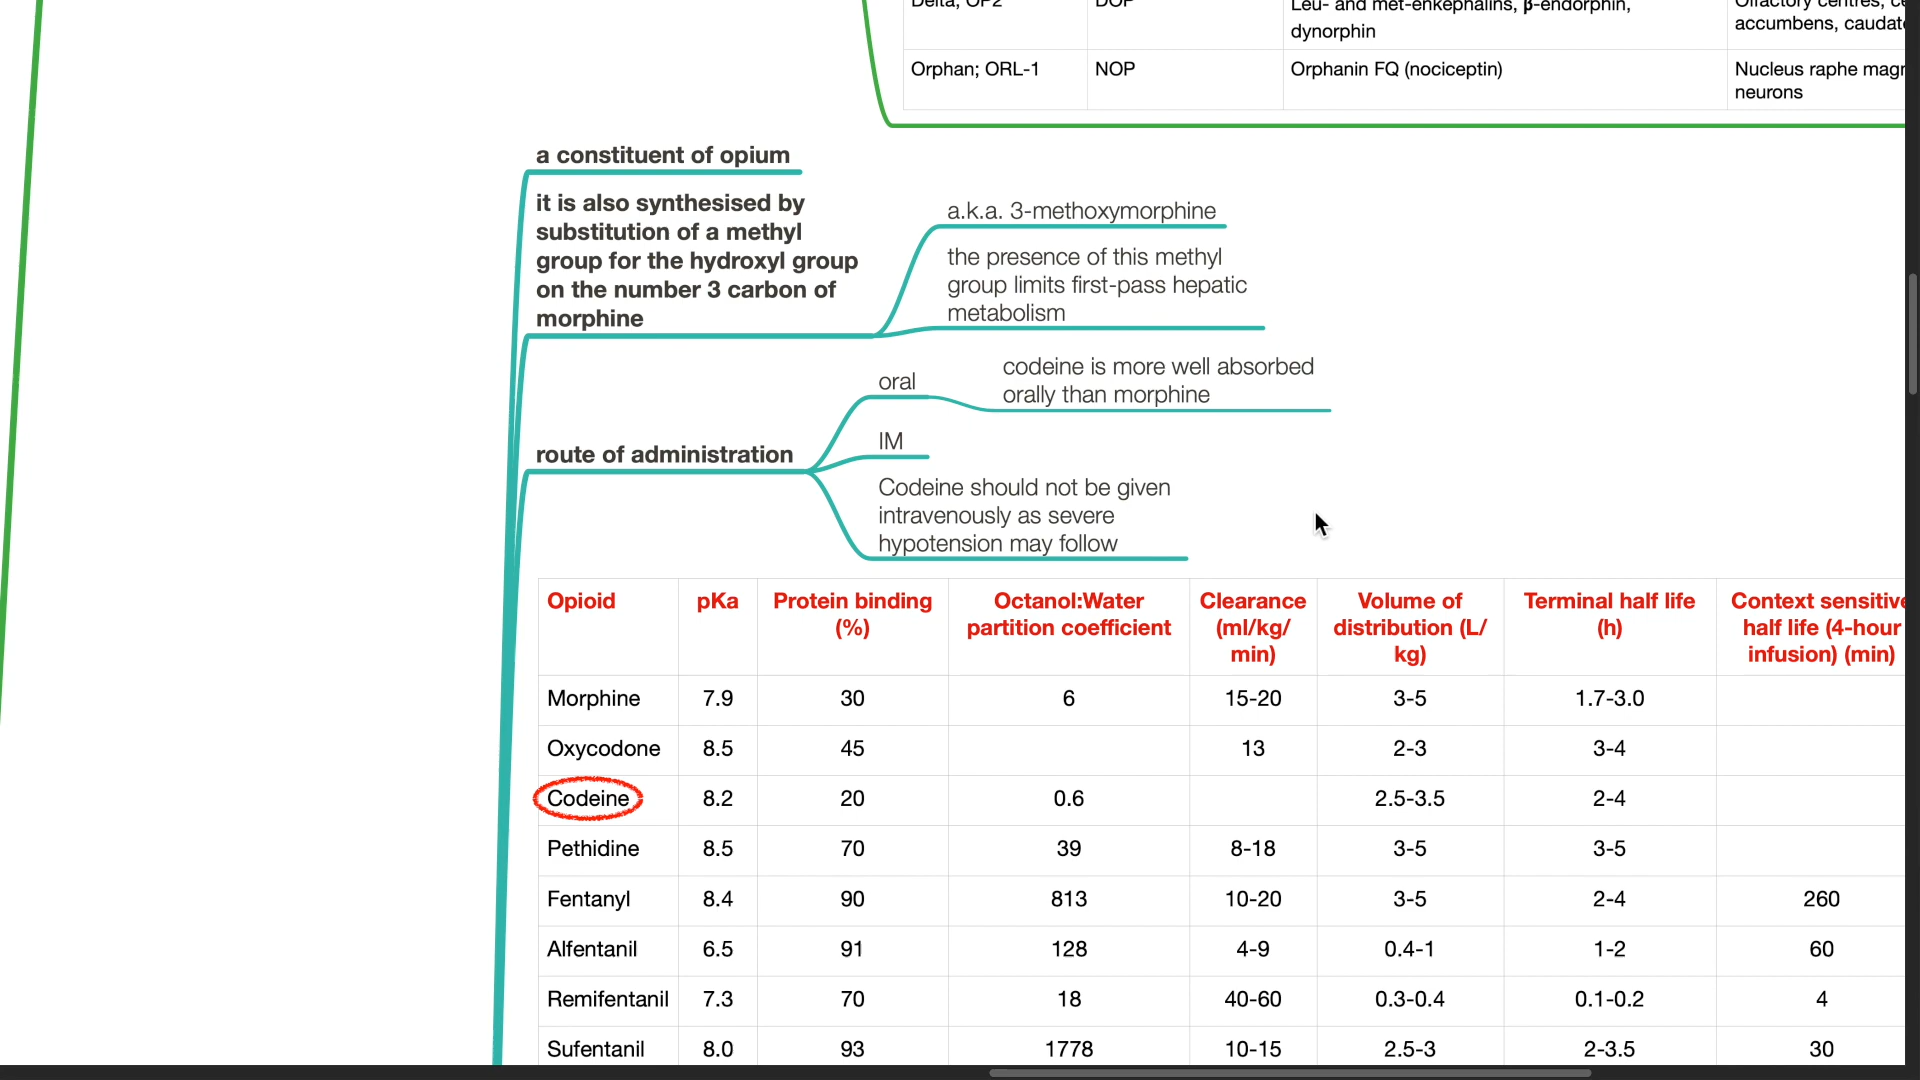 Delta, OP2 DOP Leu- and met-enkephalins, β-endorphin,
dynorphin
accumbens,
Orphan; ORL-1 NOP Orphanin FQ (nociceptin) Nucleus raphe
neurons
a constituent of opium
it is also synthesised by
substitution of a methyl
group for the hydroxyl group
on the number 3 carbon of
morphine
a.k.a. 3-methoxymorphine
the presence of this methyl
group limits first-pass hepatic
metabolism
route of administration
oral
codeine is more well absorbed
orally than morphine
IM
Codeine should not be given
intravenously as severe
hypotension may follow
Opioid pKa Protein binding Octanol:Water Clearance Volume of Terminal half life Context sensitive
(%) partition coefficient (ml/kg/ distribution (L/ (h) half life (4-hour
min) kg) infusion) (min)
Morphine 7.9 30 6 15-20 3-5 1.7-3.0
Oxycodone 8.5 45 13 2-3 3-4
Codeine 8.2 20 0.6 2.5-3.5 2-4
Pethidine 8.5 70 39 8-18 3-5 3-5
Fentanyl 8.4 90 813 10-20 3-5 2-4 260
Alfentanil 6.5 91 128 4-9 0.4-1 1-2 60
Remifentanil 7.3 70 18 40-60 0.3-0.4 0.1-0.2 4
Sufentanil 8.0 93 1778 10-15 2.5-3 2-3.5 30